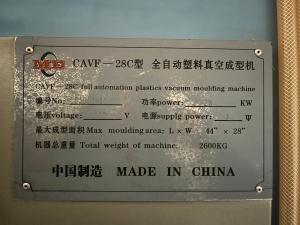 CAVF—28C型 全自动塑料真空成型机
CAVF—28C full automation plastics vacuum moulding machine
编号No: 功率power: KW
电压voltage: V 电源supplg power: / Ψ
最大成型面积 Max moulding area: L×W 44"×28"
机器总重量 Total weight of machine: 2600KG
中国制造 MADE IN CHINA